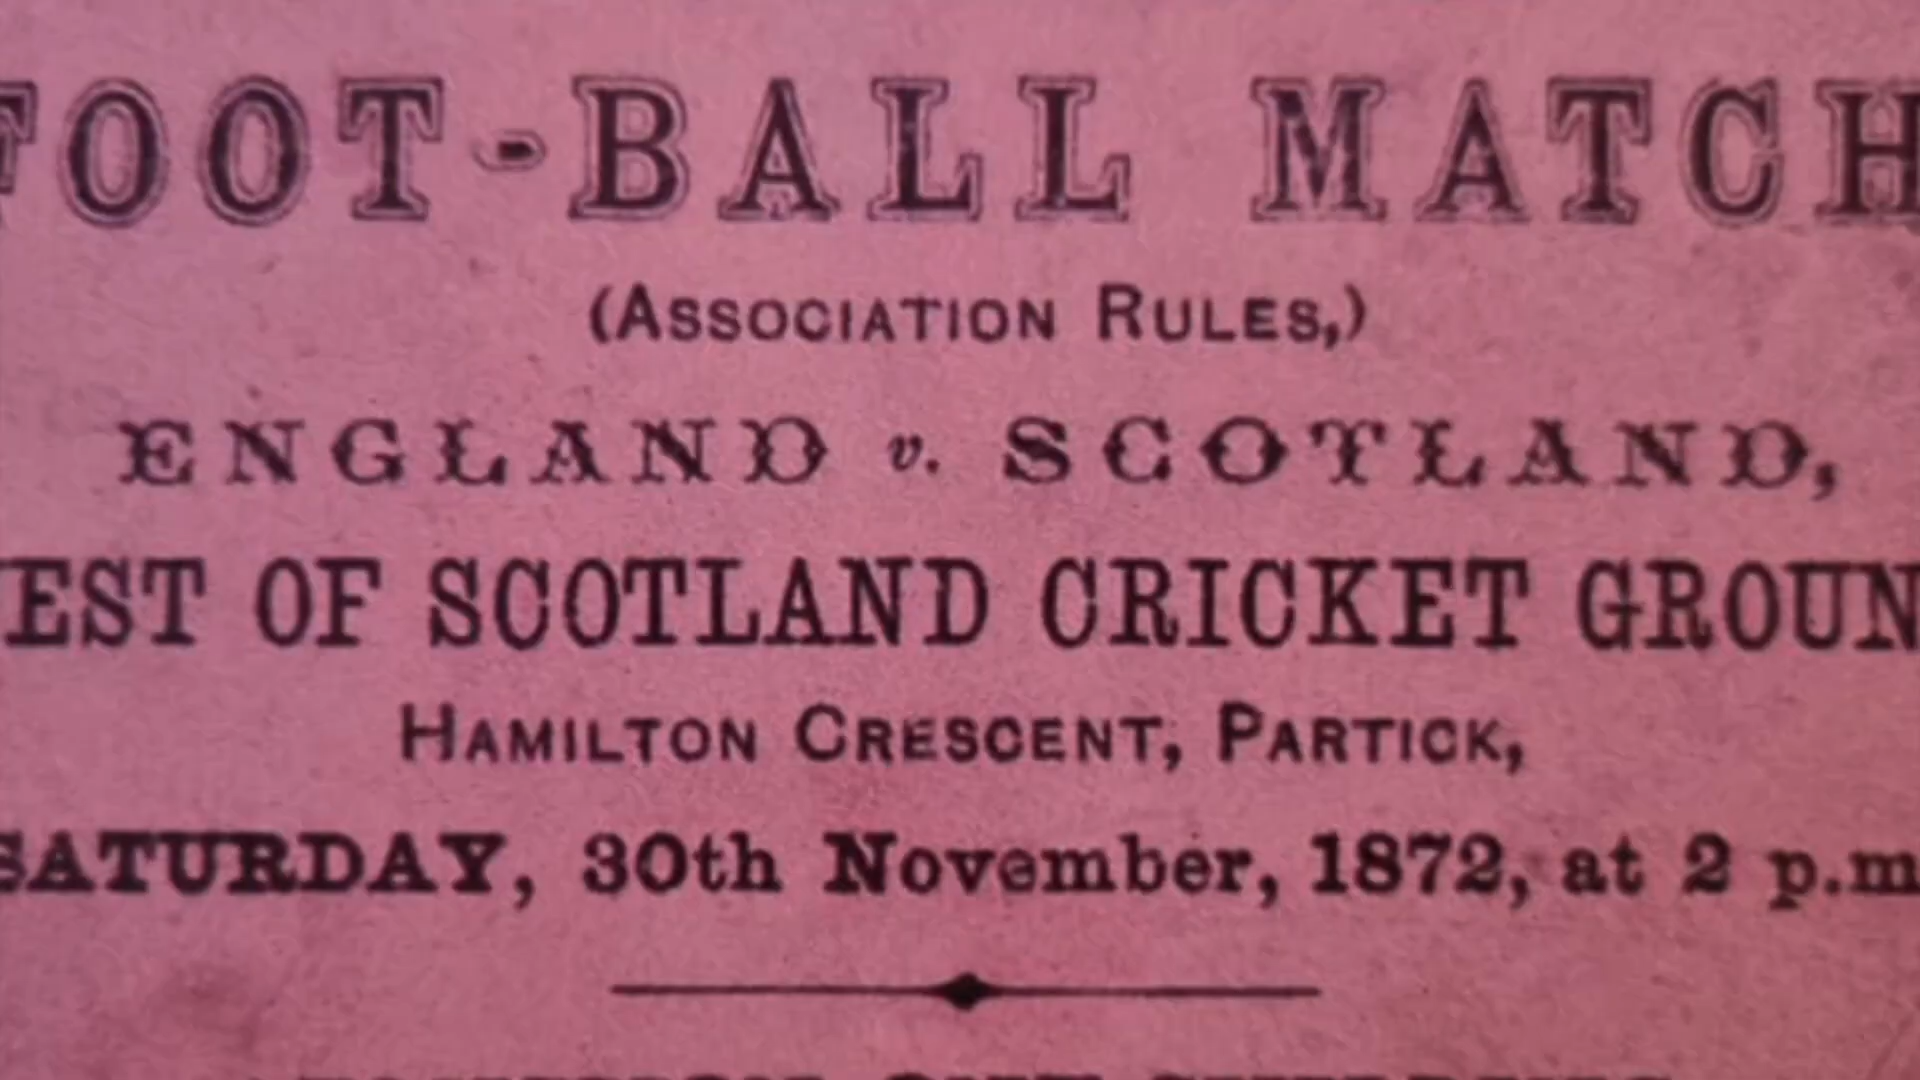 FOOT-BALL MATCH
(ASSOCIATION RULES,)
ENGLAND v. SCOTLAND,
EST OF SCOTLAND CRICKET GROUN
HAMILTON CRESCENT, PARTICK,
SATURDAY, 30th November, 1872, at 2 p.m